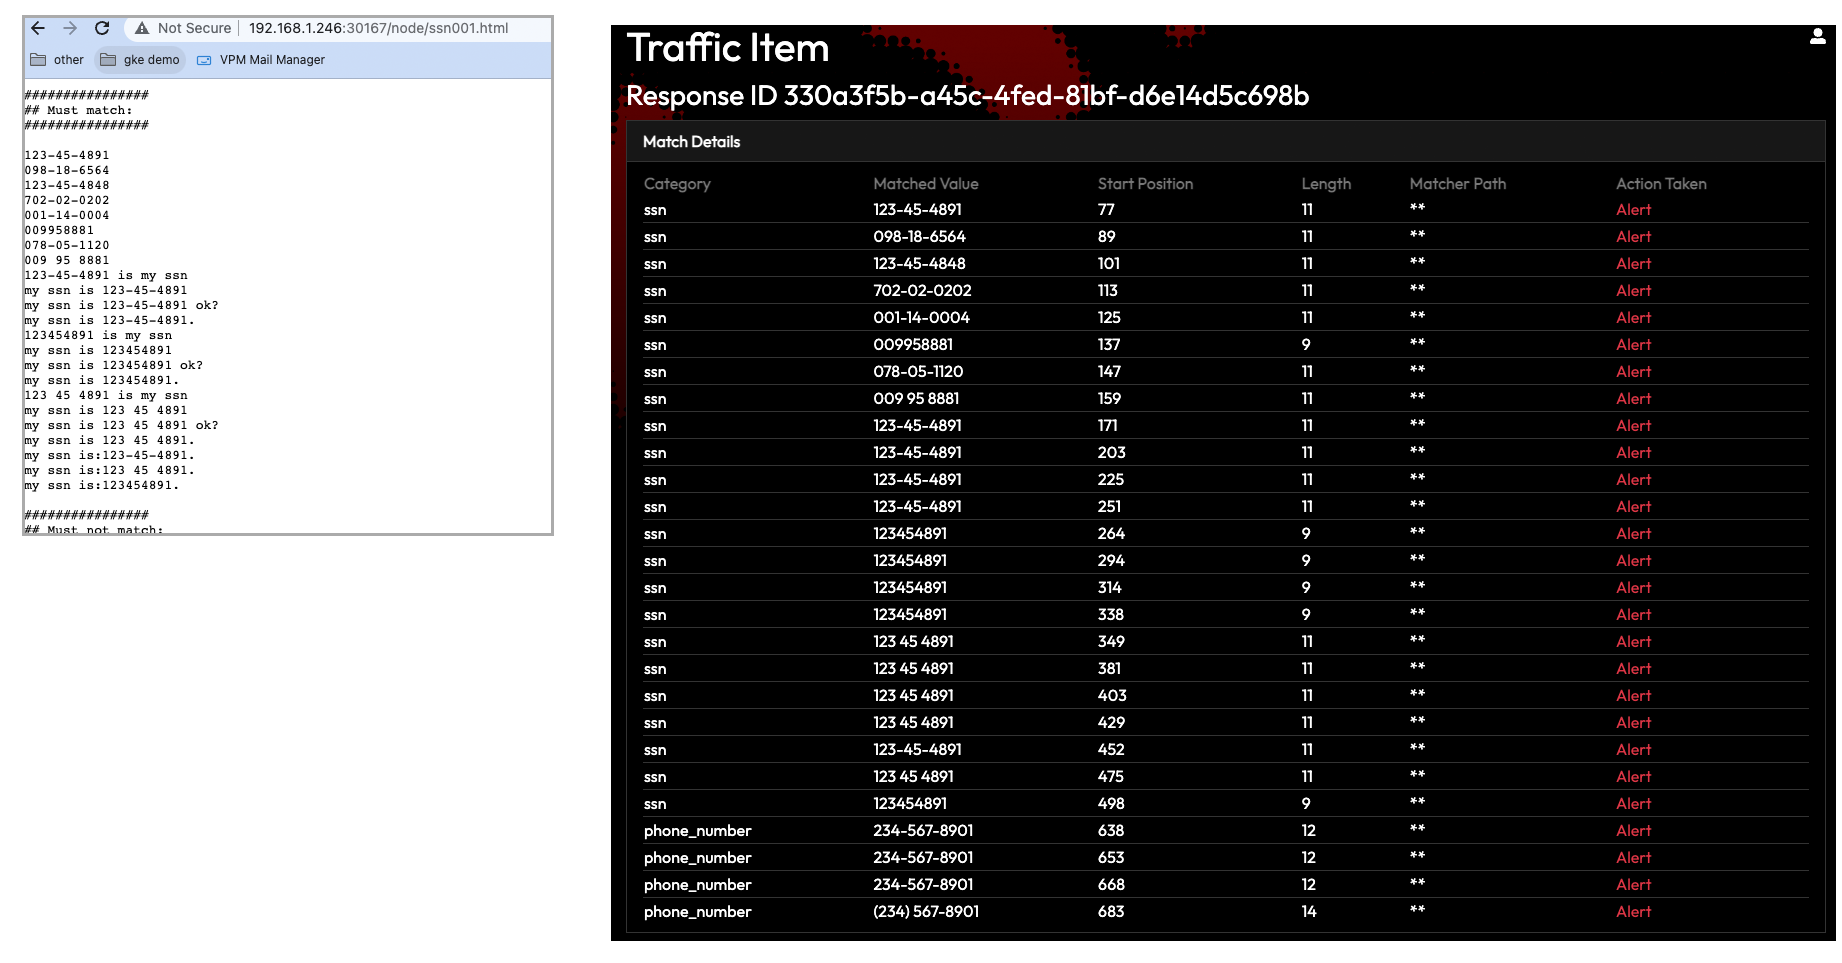 Not Secure | 192.168.1.246:30167/node/ssn001.html
other gke demo VPM Mail Manager
################
## Must match:
################
123-45-4891
098-18-6564
123-45-4848
702-02-0202
001-14-0004
009958881
078-05-1120
009 95 8881
123-45-4891 is my ssn
my ssn is 123-45-4891
my ssn is 123-45-4891 ok?
my ssn is 123-45-4891.
123454891 is my ssn
my ssn is 123454891
my ssn is 123454891 ok?
my ssn is 123454891.
123 45 4891 is my ssn
my ssn is 123 45 4891
my ssn is 123 45 4891 ok?
my ssn is 123 45 4891.
my ssn is:123-45-4891.
my ssn is:123 45 4891.
my ssn is:123454891.
################
## Must not match:
Traffic Item
Response ID 330a3f5b-a45c-4fed-81bf-d6e14d5c698b
Match Details
Category Matched Value Start Position Length Matcher Path Action Taken
ssn 123-45-4891 77 11 ** Alert
ssn 098-18-6564 89 11 ** Alert
ssn 123-45-4848 101 11 ** Alert
ssn 702-02-0202 113 11 ** Alert
ssn 001-14-0004 125 11 ** Alert
ssn 009958881 137 9 ** Alert
ssn 078-05-1120 147 11 ** Alert
ssn 009 95 8881 159 11 ** Alert
ssn 123-45-4891 171 11 ** Alert
ssn 123-45-4891 203 11 ** Alert
ssn 123-45-4891 225 11 ** Alert
ssn 123-45-4891 251 11 ** Alert
ssn 123454891 264 9 ** Alert
ssn 123454891 294 9 ** Alert
ssn 123454891 314 9 ** Alert
ssn 123454891 338 9 ** Alert
ssn 123 45 4891 349 11 ** Alert
ssn 123 45 4891 381 11 ** Alert
ssn 123 45 4891 403 11 ** Alert
ssn 123 45 4891 429 11 ** Alert
ssn 123-45-4891 452 11 ** Alert
ssn 123 45 4891 475 11 ** Alert
ssn 123454891 498 9 ** Alert
phone_number 234-567-8901 638 12 ** Alert
phone_number 234-567-8901 653 12 ** Alert
phone_number 234-567-8901 668 12 ** Alert
phone_number (234) 567-8901 683 14 ** Alert